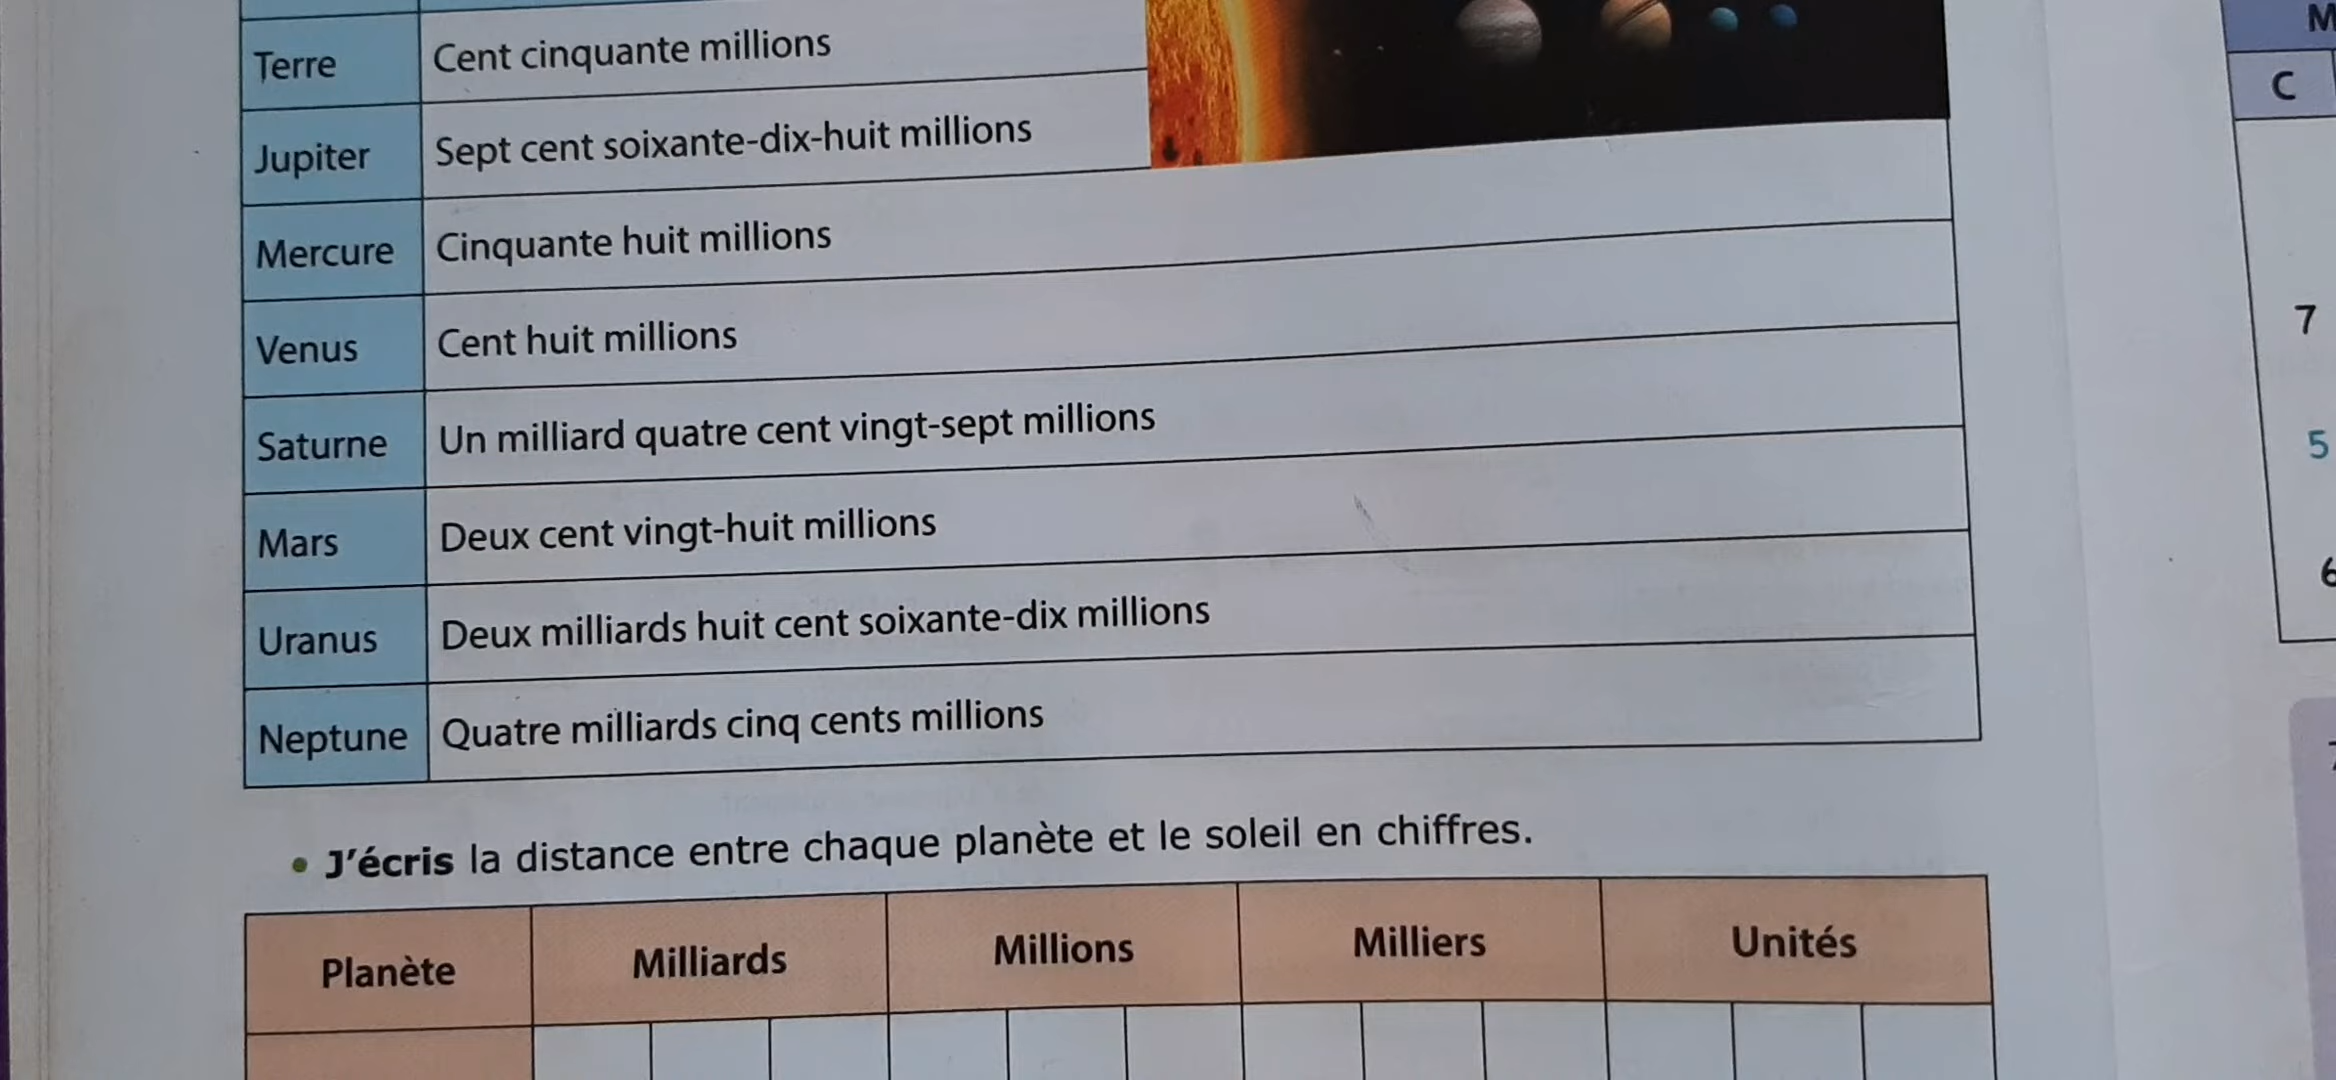 Terre Cent cinquante millions
Jupiter Sept cent soixante-dix-huit millions
Mercure Cinquante huit millions
Venus Cent huit millions
Saturne Un milliard quatre cent vingt-sept millions
Mars Deux cent vingt-huit millions
Uranus Deux milliards huit cent soixante-dix millions
Neptune Quatre milliards cinq cents millions
• J'écris la distance entre chaque planète et le soleil en chiffres.
Planète Milliards Millions Milliers Unités
M
C
7
5
6